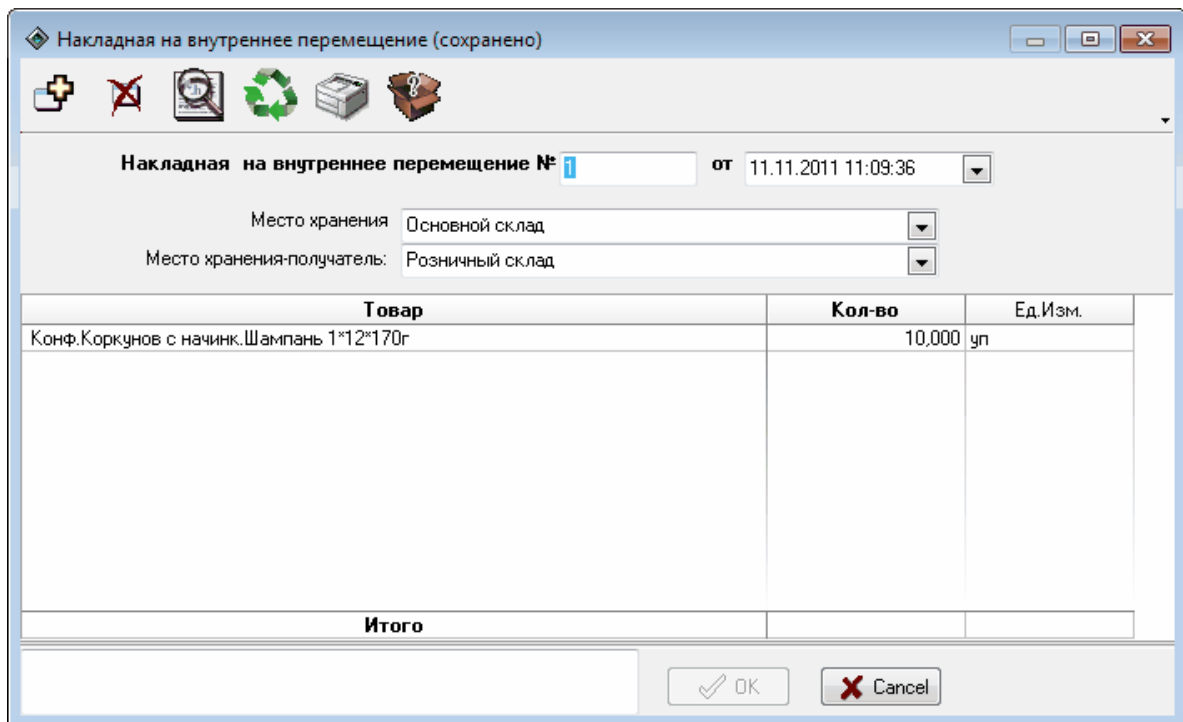 Накладная на внутреннее перемещение (сохранено)
Накладная на внутреннее перемещение № 1 от 11.11.2011 11:09:36
Место хранения Основной склад
Место хранения-получатель: Розничный склад
Товар Кол-во Ед.Изм.
Конф.Коркунов с начинк.Шампань 1*12*170г 10,000 уп
Итого
OK Cancel